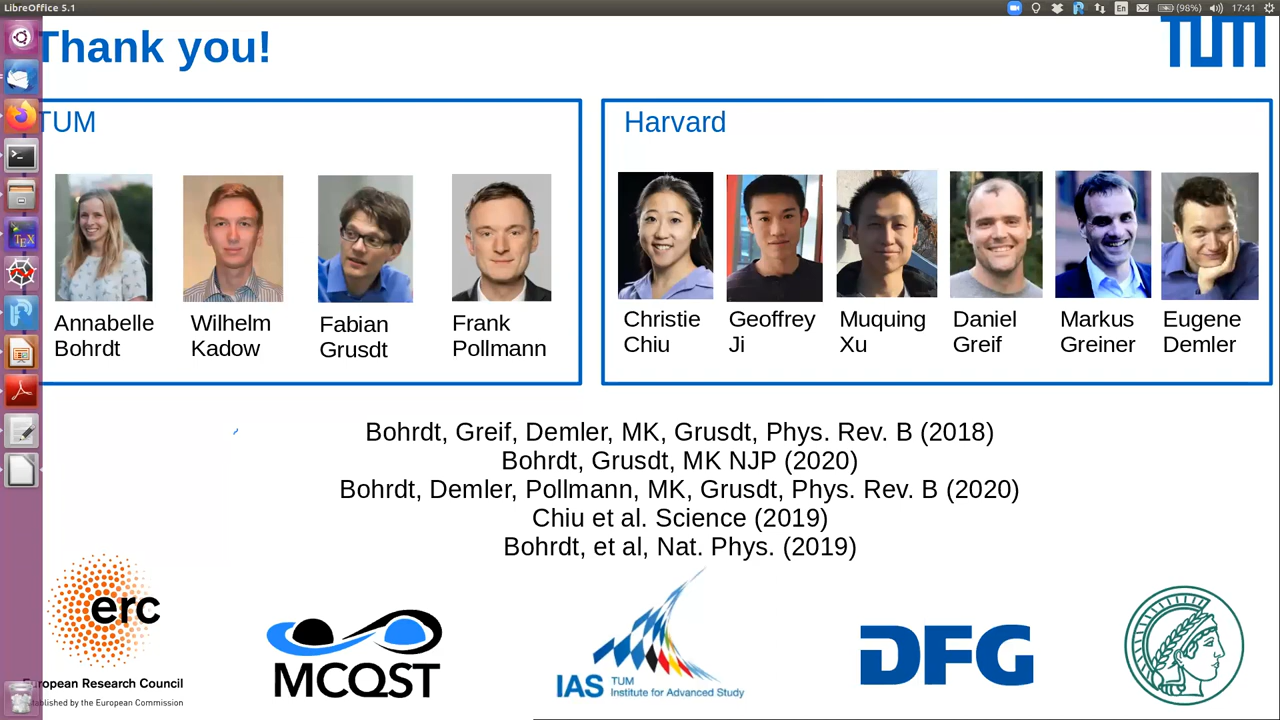 LibreOffice 5.1
En
(98%)
17:41
Thank you!
TUM
TUM
Harvard
Annabelle
Bohrdt
Wilhelm
Kadow
Fabian
Grusdt
Frank
Pollmann
Christie
Chiu
Geoffrey
Ji
Muquing
Xu
Daniel
Greif
Markus
Greiner
Eugene
Demler
Bohrdt, Greif, Demler, MK, Grusdt, Phys. Rev. B (2018)
Bohrdt, Grusdt, MK NJP (2020)
Bohrdt, Demler, Pollmann, MK, Grusdt, Phys. Rev. B (2020)
Chiu et al. Science (2019)
Bohrdt, et al, Nat. Phys. (2019)
erc
European Research Council
Established by the European Commission
MCQST
IAS TUM
Institute for Advanced Study
DFG